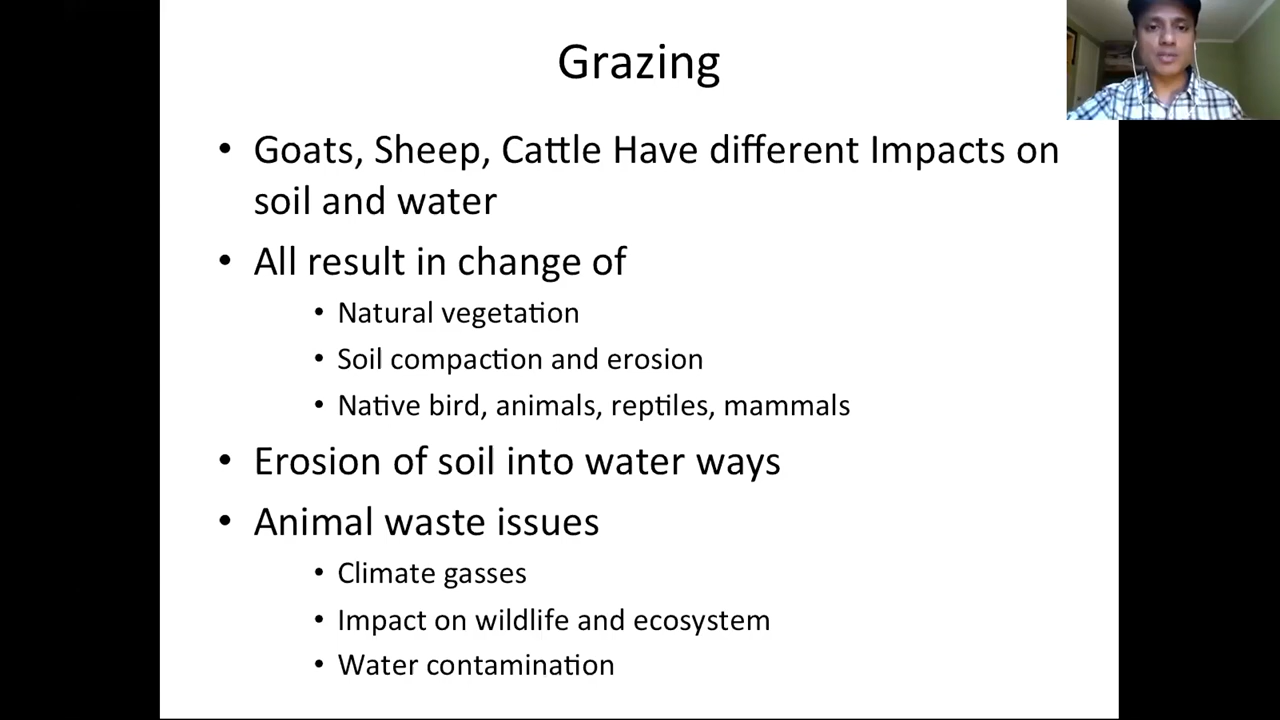 Grazing
• Goats, Sheep, Cattle Have different Impacts on
soil and water
• All result in change of
• Natural vegetation
• Soil compaction and erosion
• Native bird, animals, reptiles, mammals
• Erosion of soil into water ways
• Animal waste issues
• Climate gasses
• Impact on wildlife and ecosystem
• Water contamination